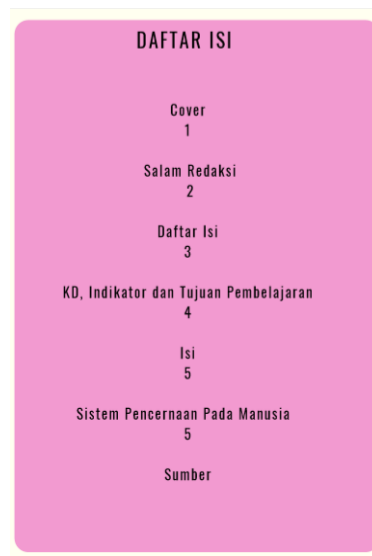 DAFTAR ISI
Cover
1
Salam Redaksi
2
Daftar Isi
3
KD, Indikator dan Tujuan Pembelajaran
4
Isi
5
Sistem Pencernaan Pada Manusia
5
Sumber